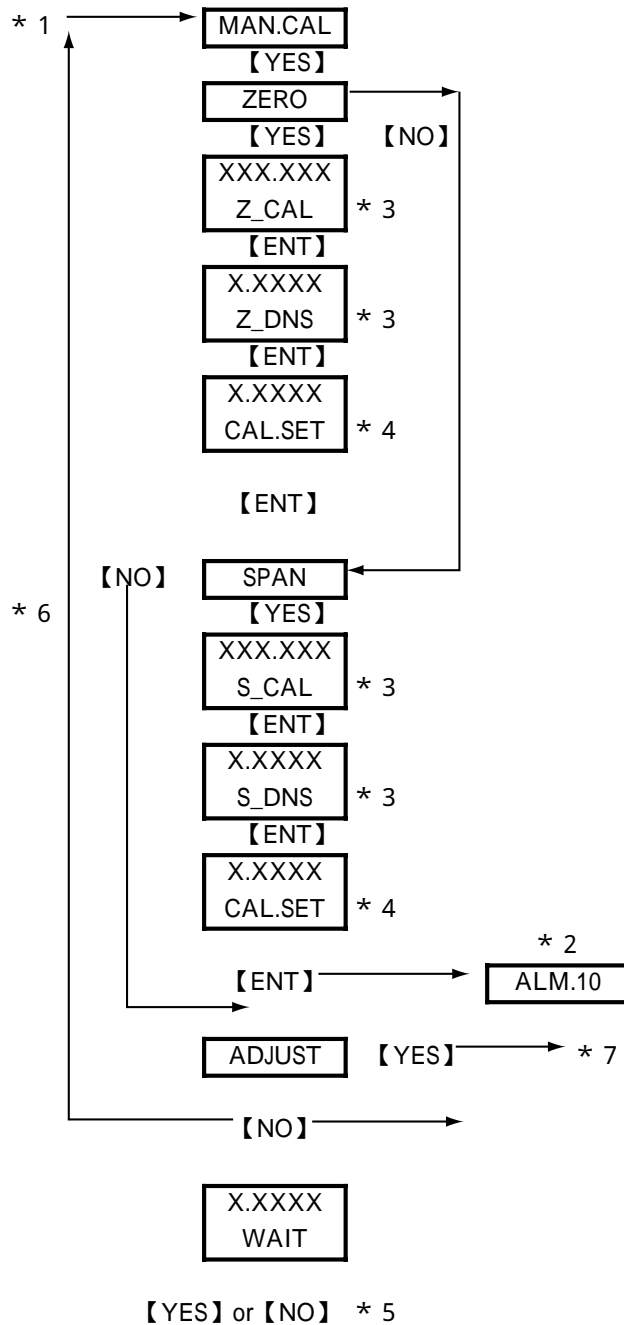 * 1 MAN.CAL
【YES】
ZERO
【YES】 【NO】
XXX.XXX
Z_CAL * 3
【ENT】
X.XXXX
Z_DNS * 3
【ENT】
X.XXXX
CAL.SET * 4
【ENT】
【NO】 SPAN
* 6 【YES】
XXX.XXX
S_CAL * 3
【ENT】
X.XXXX
S_DNS * 3
【ENT】
X.XXXX
CAL.SET * 4
* 2
【ENT】 ALM.10
ADJUST 【YES】 * 7
【NO】
X.XXXX
WAIT
【YES】 or 【NO】 * 5